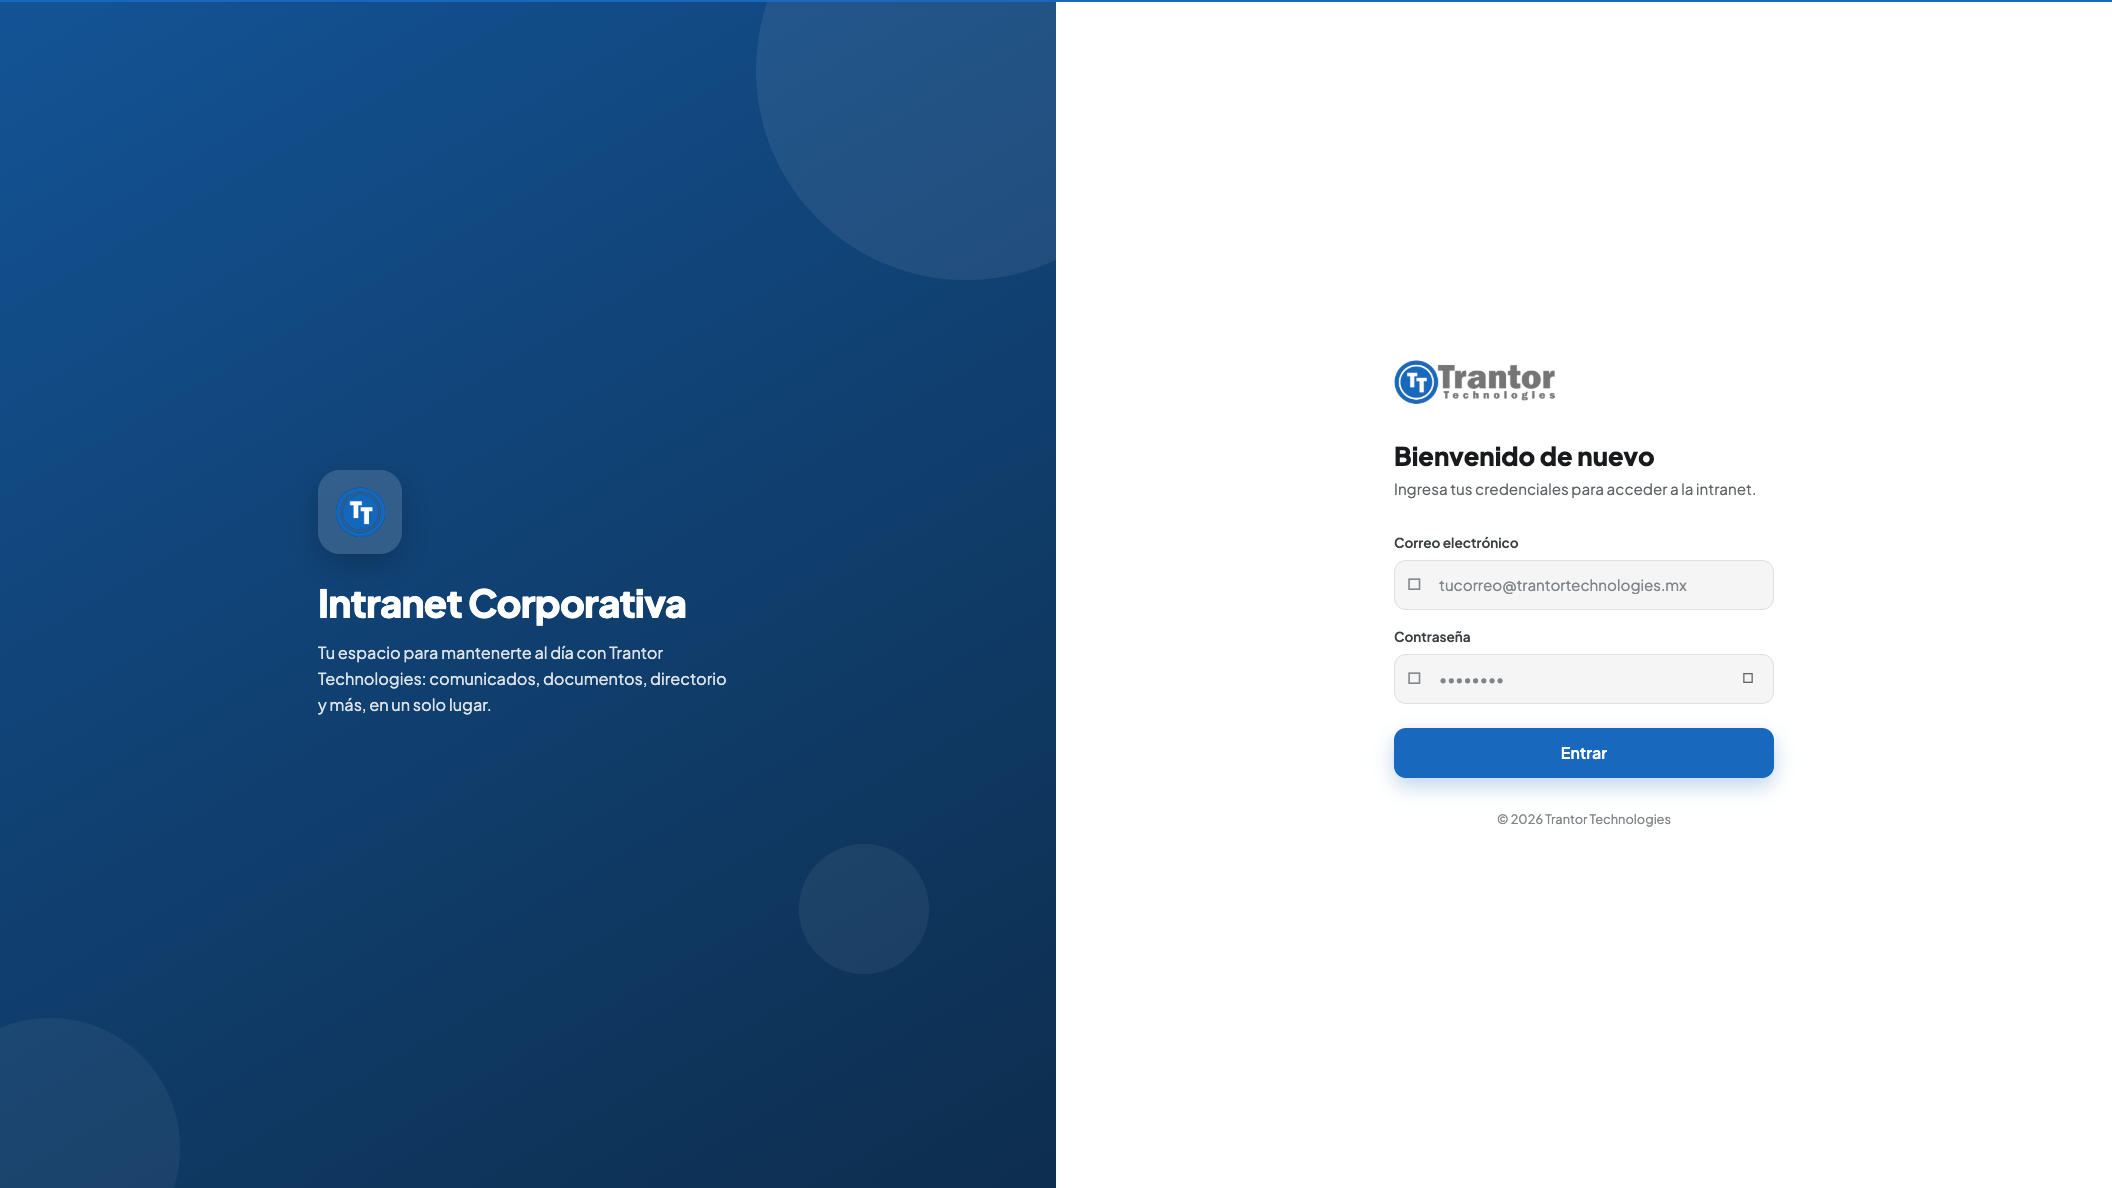 TT
Intranet Corporativa
Tu espacio para mantenerte al día con Trantor
Technologies: comunicados, documentos, directorio
y más, en un solo lugar.
TT Trantor
Technologies
Bienvenido de nuevo
Ingresa tus credenciales para acceder a la intranet.
Correo electrónico
tucorreo@trantortechnologies.mx
Contraseña
••••••••
Entrar
© 2026 Trantor Technologies